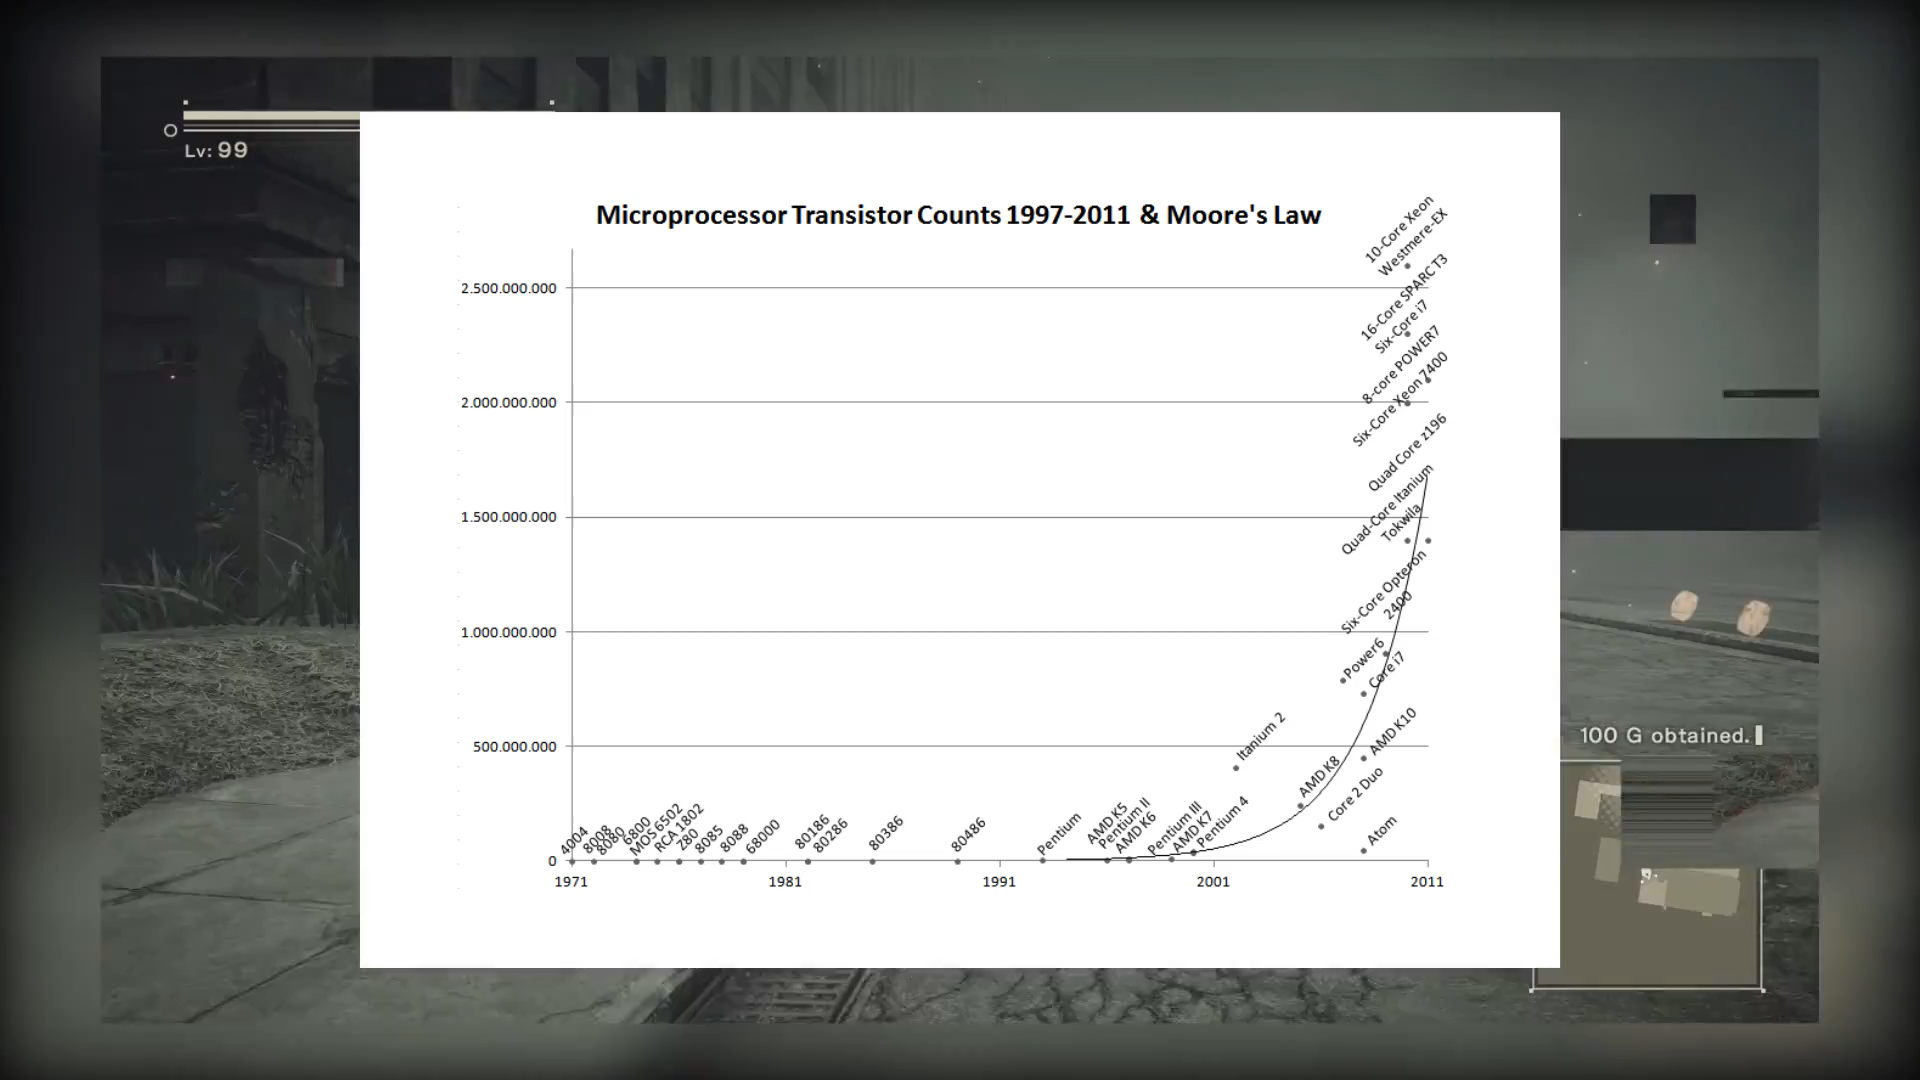 Lv: 99
Microprocessor Transistor Counts 1997-2011 & Moore's Law
2.500.000.000
2.000.000.000
1.500.000.000
1.000.000.000
500.000.000
0
10-Core Xeon
Westmere-EX
16-Core SPARC T3
Six-Core i7
8-core POWER7
Six-Core Xeon 7400
Quad Core z196
Quad-Core Itanium
Tokwila
Six-Core Opteron
2400
Power6
Core i7
Itanium 2
AMD K10
AMD K8
Core 2 Duo
Atom
4004
8008
8080
6800
MOS 6502
RCA 1802
Z80
8085
8088
68000
80186
80286
80386
80486
Pentium
AMD K5
Pentium II
AMD K6
Pentium III
AMD K7
Pentium 4
1971
1981
1991
2001
2011
100 G obtained.